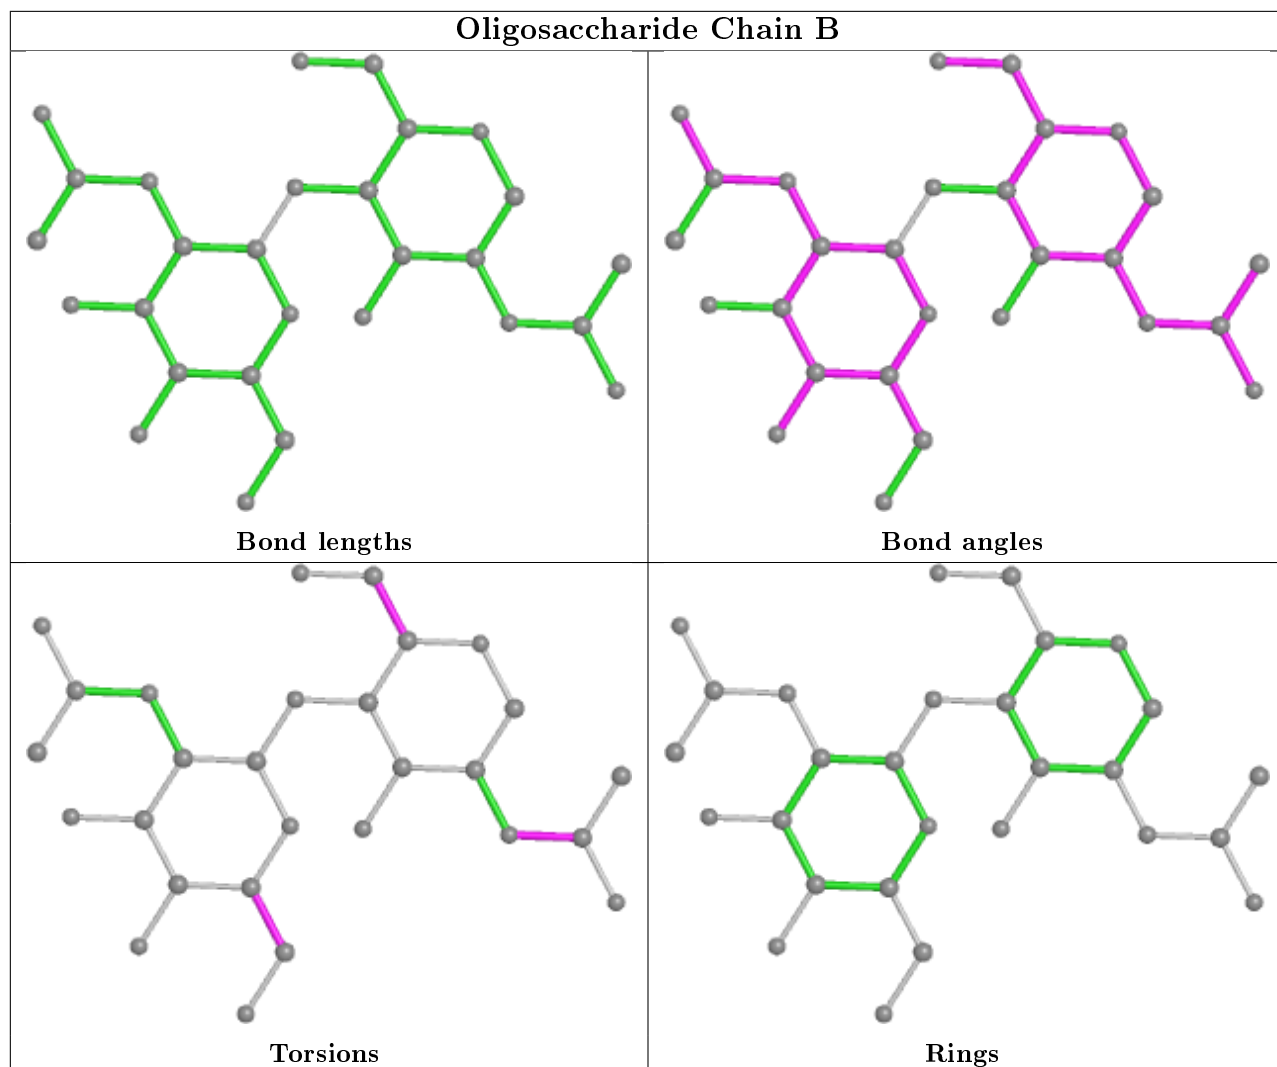 Oligosaccharide Chain B
Bond lengths
Bond angles
Torsions
Rings